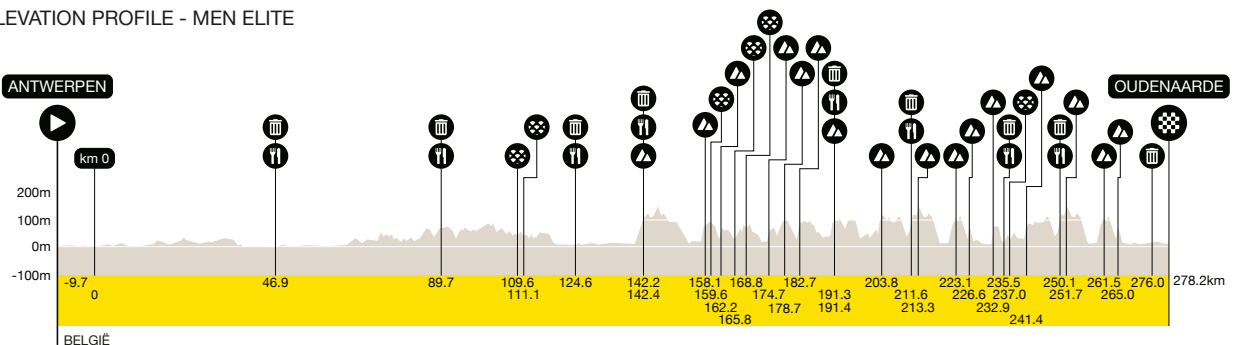 LEVATION PROFILE - MEN ELITE
ANTWERPEN
OUDENAARDE
km 0
200m
100m
0m
-100m
-9.7 46.9 89.7 109.6 124.6 142.2 158.1 168.8 182.7 203.8 223.1 235.5 250.1 261.5 276.0 278.2km
0 111.1 142.4 159.6 174.7 191.3 211.6 226.6 237.0 251.7 265.0
162.2 178.7 191.4 213.3 232.9
165.8 241.4
BELGIË